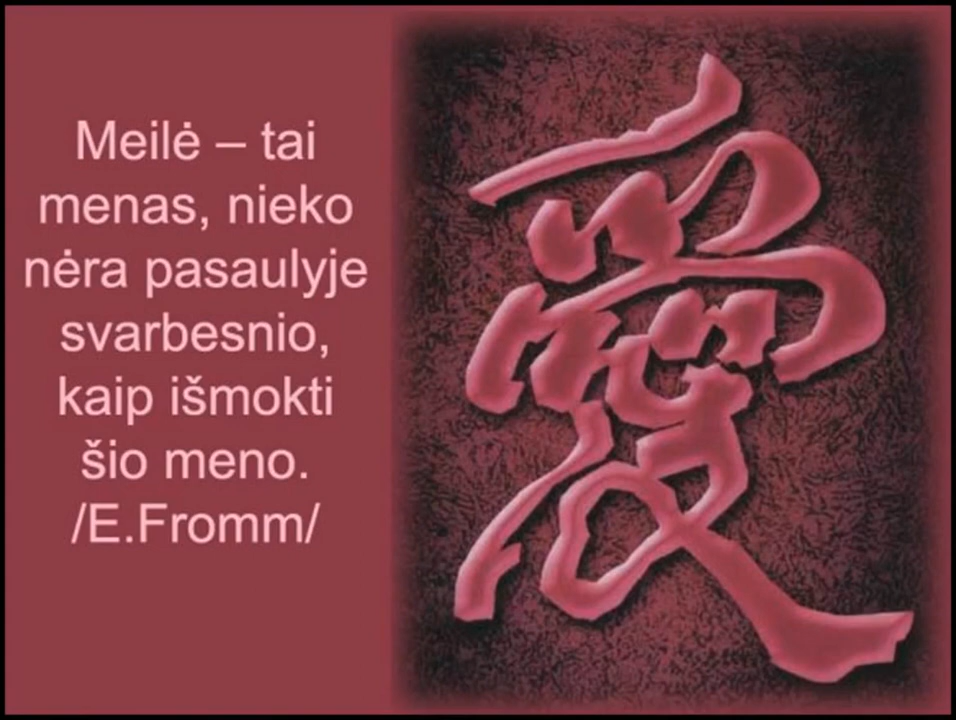 Meilė – tai
menas, nieko
nėra pasaulyje
svarbesnio,
kaip išmokti
šio meno.
/E.Fromm/
愛